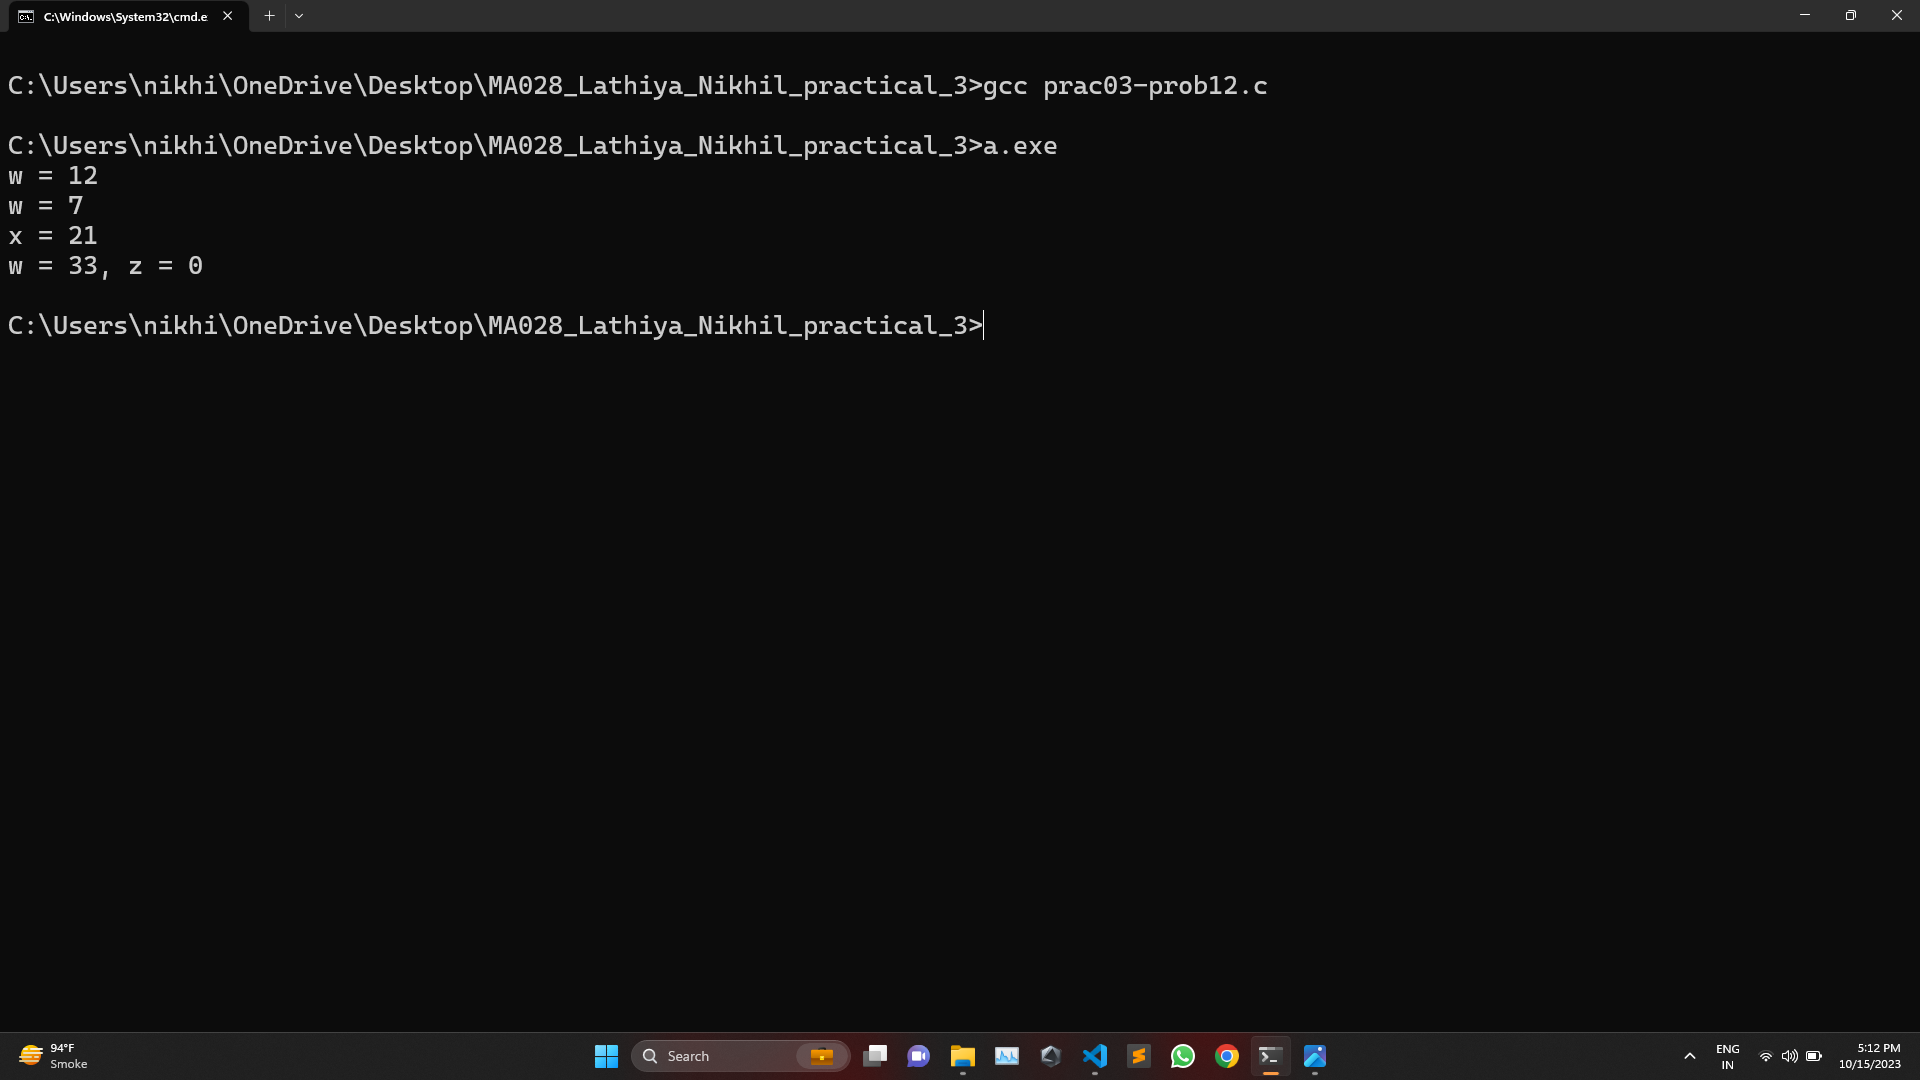 C:\Windows\System32\cmd.e
C:\Users\nikhi\OneDrive\Desktop\MA028_Lathiya_Nikhil_practical_3>gcc prac03-prob12.c
C:\Users\nikhi\OneDrive\Desktop\MA028_Lathiya_Nikhil_practical_3>a.exe
w = 12
w = 7
x = 21
w = 33, z = 0
C:\Users\nikhi\OneDrive\Desktop\MA028_Lathiya_Nikhil_practical_3>
94°F
Smoke
Search
ENG
IN
5:12 PM
10/15/2023